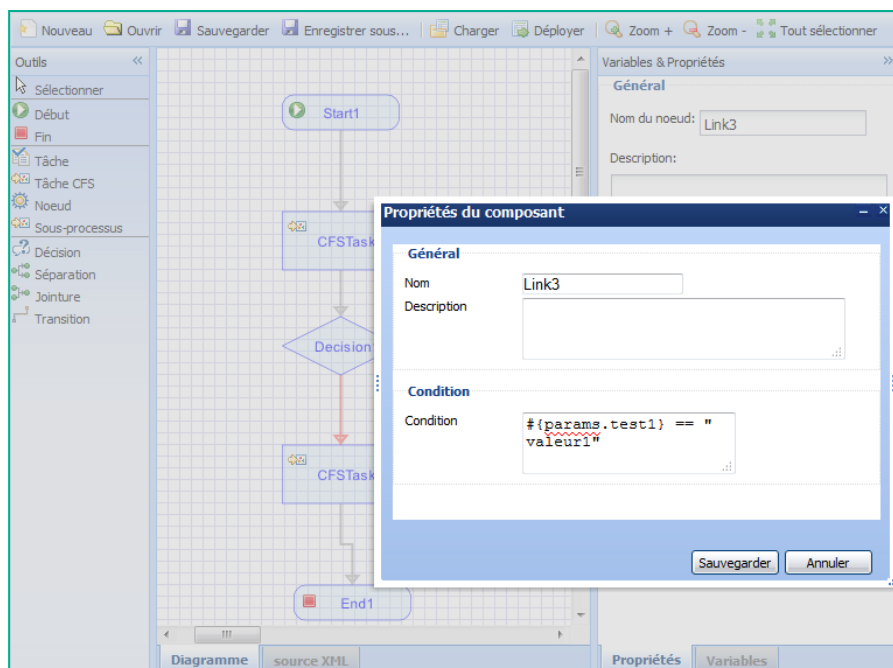 Nouveau Ouvrir Sauvegarder Enregistrer sous... Charger Déployer Zoom + Zoom - Tout sélectionner
Outils «
Sélectionner
Début
Fin
Tâche
Tâche CFS
Noeud
Sous-processus
Décision
Séparation
Jointure
Transition
Start1
CFSTask
Decision
CFSTask
End1
Diagramme source XML
Variables & Propriétés »
Général
Nom du noeud: Link3
Description:
Propriétés du composant
Général
Nom Link3
Description
Condition
Condition #{params.test1} == "
valeur1"
Sauvegarder Annuler
Propriétés Variables